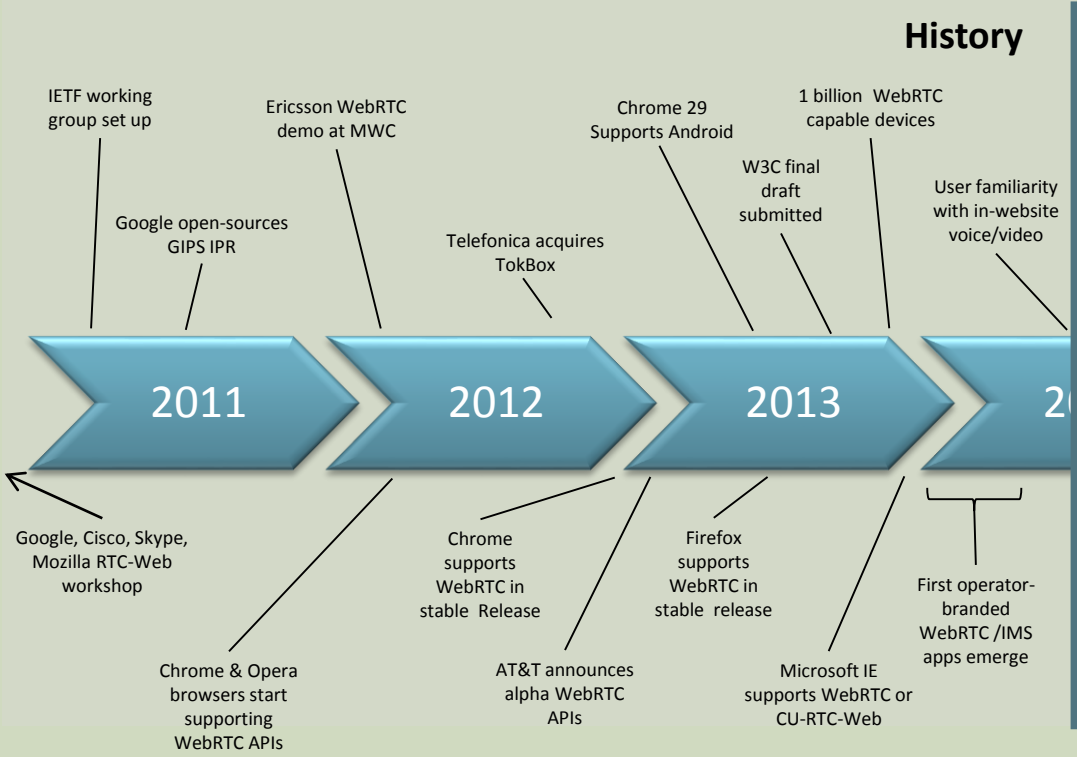 History
IETF working
group set up
Google open-sources
GIPS IPR
Ericsson WebRTC
demo at MWC
Telefonica acquires
TokBox
Chrome 29
Supports Android
W3C final
draft
submitted
1 billion WebRTC
capable devices
User familiarity
with in-website
voice/video
2011
2012
2013
Google, Cisco, Skype,
Mozilla RTC-Web
workshop
Chrome & Opera
browsers start
supporting
WebRTC APIs
Chrome
supports
WebRTC in
stable Release
AT&T announces
alpha WebRTC
APIs
Firefox
supports
WebRTC in
stable release
Microsoft IE
supports WebRTC or
CU-RTC-Web
First operator-
branded
WebRTC /IMS
apps emerge